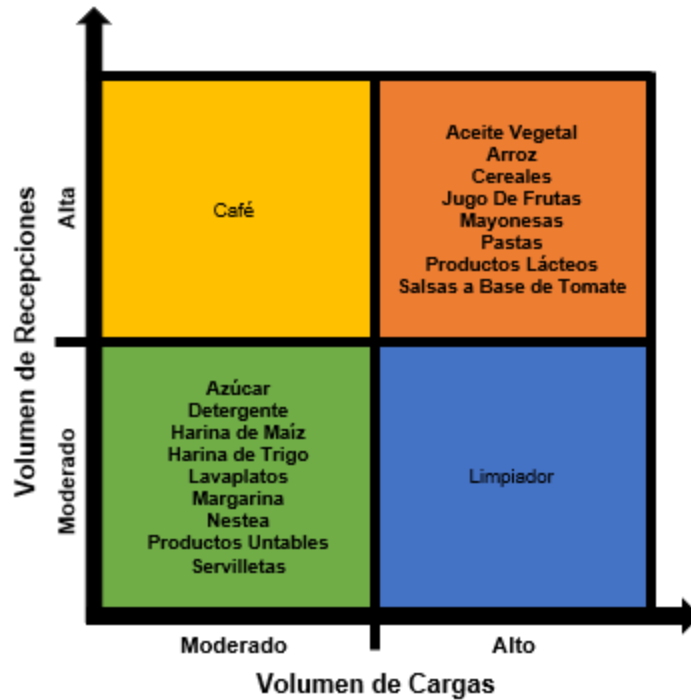 Volumen de Recepciones
Alta
Moderado
Café
Aceite Vegetal
Arroz
Cereales
Jugo De Frutas
Mayonesas
Pastas
Productos Lácteos
Salsas a Base de Tomate
Azúcar
Detergente
Harina de Maíz
Harina de Trigo
Lavaplatos
Margarina
Nestea
Productos Untables
Servilletas
Limpiador
Moderado
Alto
Volumen de Cargas